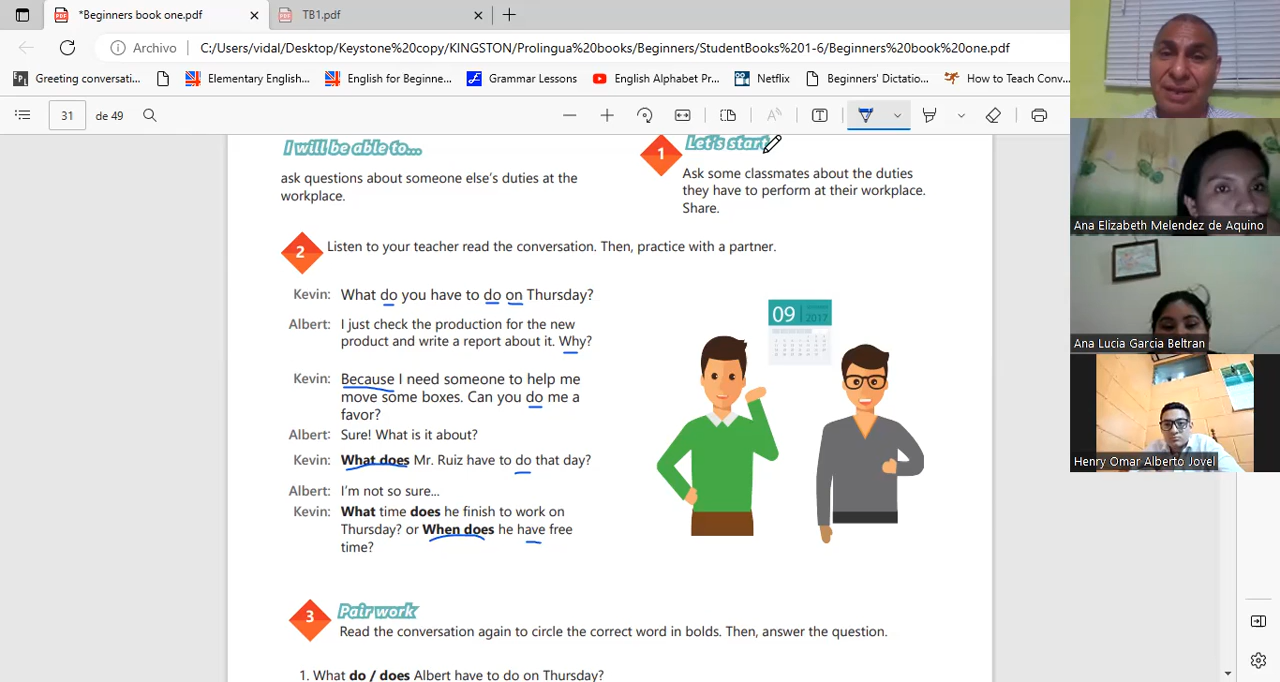 *Beginners book one.pdf
TB1.pdf
Archivo
C:/Users/vidal/Desktop/Keystone%20copy/KINGSTON/Prolingua%20books/Beginners/StudentBooks%201-6/Beginners%20book%20one.pdf
Greeting conversati...
Elementary English...
English for Beginne...
Grammar Lessons
English Alphabet Pr...
Netflix
Beginners' Dictatio...
How to Teach Conv...
31
de 49
I will be able to...
ask questions about someone else's duties at the
workplace.
1
Let's start
Ask some classmates about the duties
they have to perform at their workplace.
Share.
2
Listen to your teacher read the conversation. Then, practice with a partner.
Kevin: What do you have to do on Thursday?
Albert: I just check the production for the new
product and write a report about it. Why?
Kevin: Because I need someone to help me
move some boxes. Can you do me a
favor?
Albert: Sure! What is it about?
Kevin: What does Mr. Ruiz have to do that day?
Albert: I'm not so sure...
Kevin: What time does he finish to work on
Thursday? or When does he have free
time?
09
2017
3
Pair work
Read the conversation again to circle the correct word in bolds. Then, answer the question.
1. What do / does Albert have to do on Thursday?
Ana Elizabeth Melendez de Aquino
Ana Lucia Garcia Beltran
Henry Omar Alberto Jovel